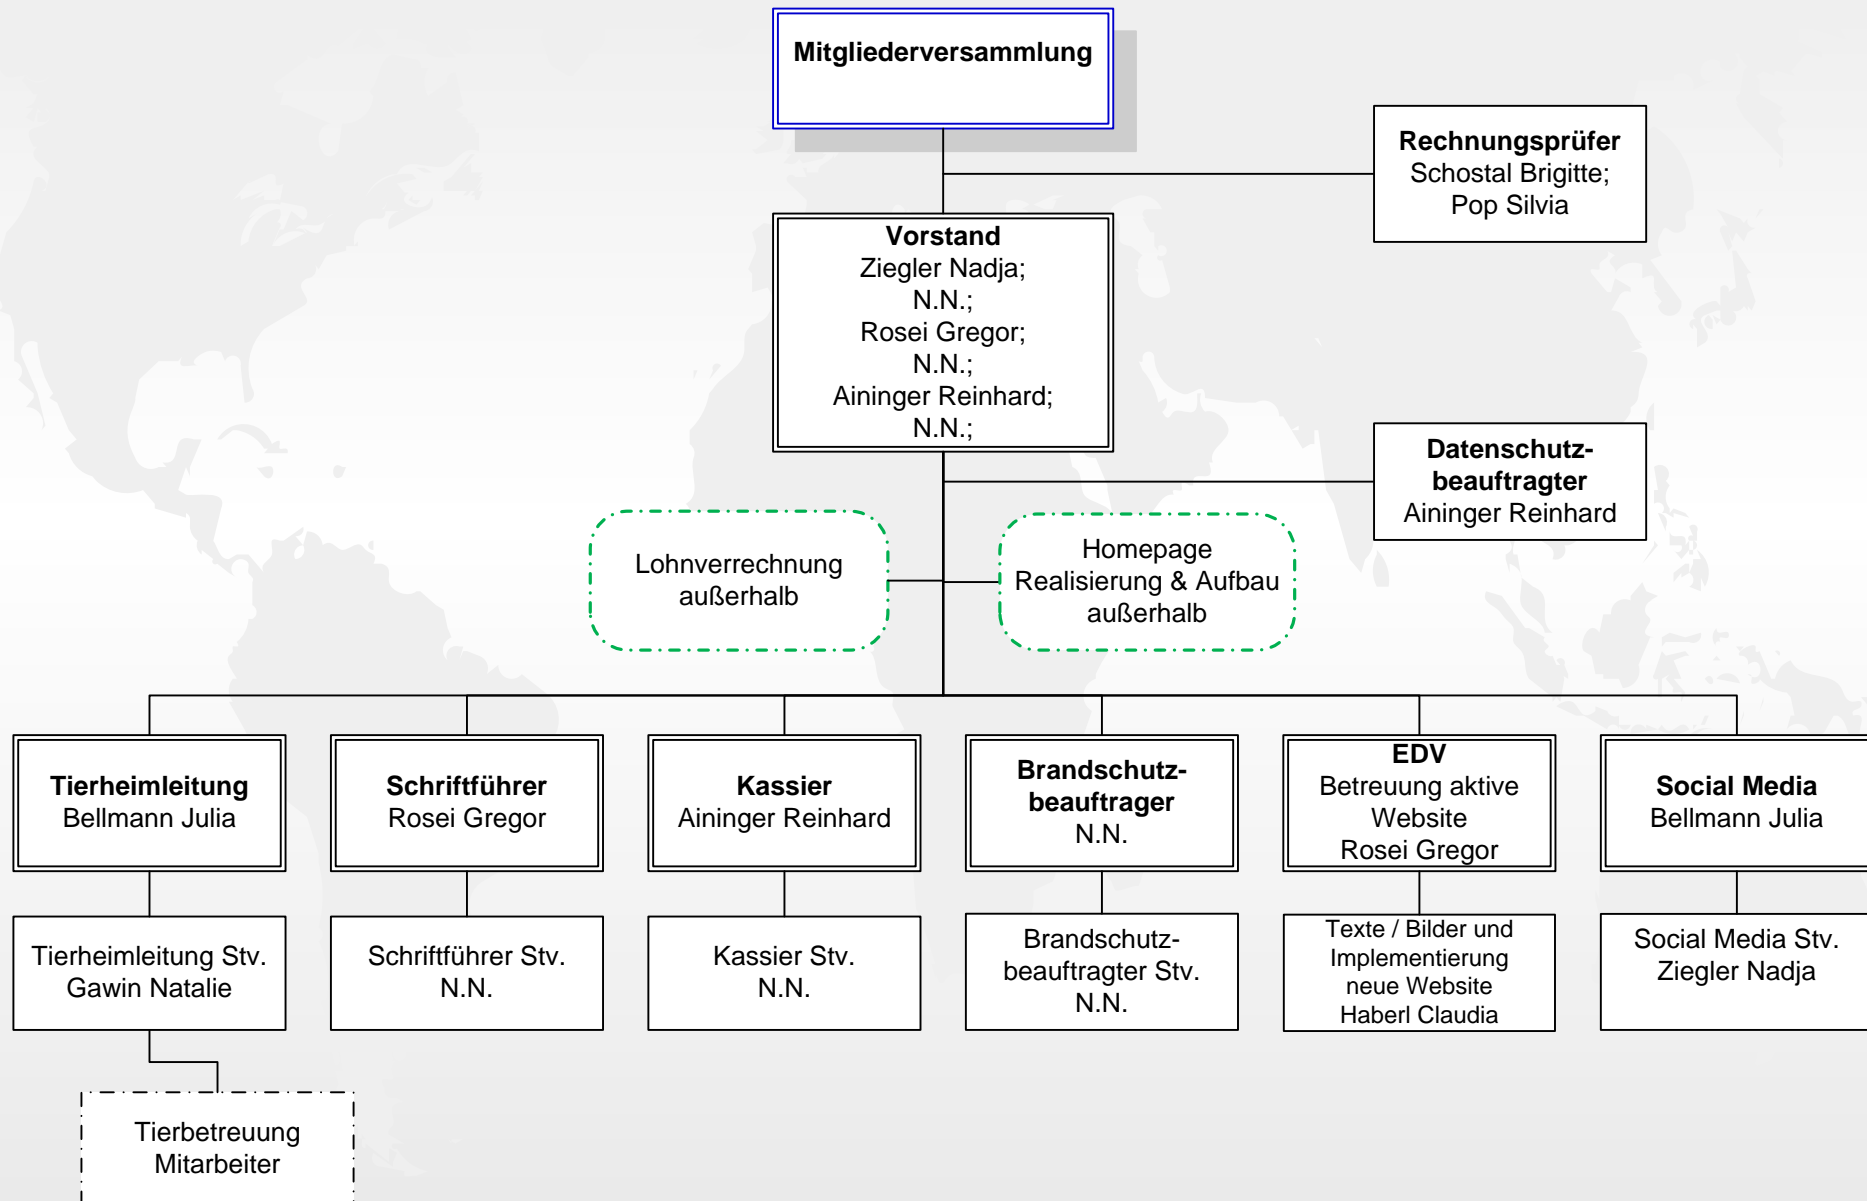 Mitgliederversammlung
Rechnungsprüfer
Schostal Brigitte;
Pop Silvia
Vorstand
Ziegler Nadja;
N.N.;
Rosei Gregor;
N.N.;
Aininger Reinhard;
N.N.;
Datenschutz-
beauftragter
Aininger Reinhard
Lohnverrechnung
außerhalb
Homepage
Realisierung & Aufbau
außerhalb
Tierheimleitung
Bellmann Julia
Schriftführer
Rosei Gregor
Kassier
Aininger Reinhard
Brandschutz-
beauftrager
N.N.
EDV
Betreuung aktive
Website
Rosei Gregor
Social Media
Bellmann Julia
Tierheimleitung Stv.
Gawin Natalie
Schriftführer Stv.
N.N.
Kassier Stv.
N.N.
Brandschutz-
beauftragter Stv.
N.N.
Texte / Bilder und
Implementierung
neue Website
Haberl Claudia
Social Media Stv.
Ziegler Nadja
Tierbetreuung
Mitarbeiter